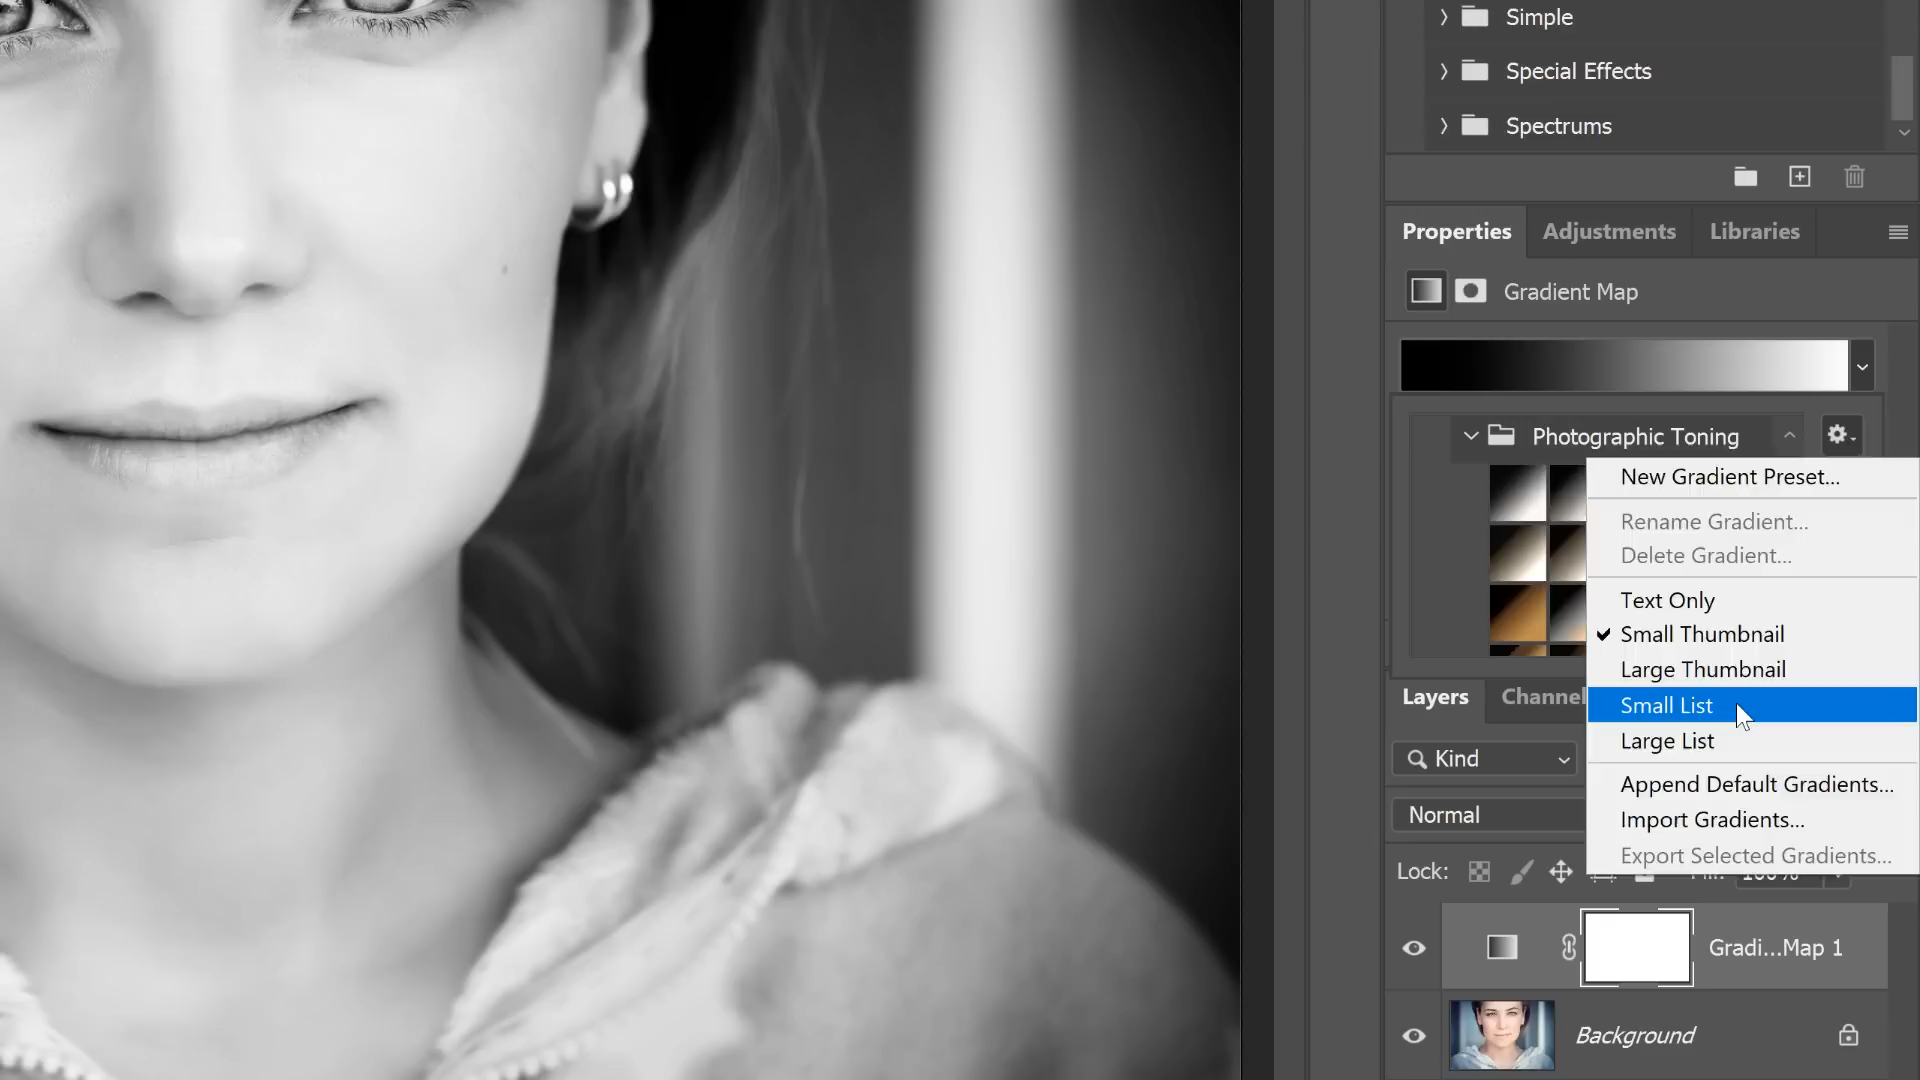 Simple
Special Effects
Spectrums
Properties
Adjustments
Libraries
Gradient Map
Photographic Toning
New Gradient Preset...
Rename Gradient...
Delete Gradient...
Text Only
Small Thumbnail
Large Thumbnail
Small List
Large List
Append Default Gradients...
Import Gradients...
Export Selected Gradients...
Layers
Channel
Kind
Normal
Lock:
Gradi...Map 1
Background